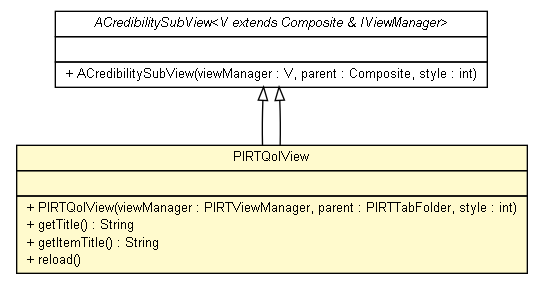 ACredibilitySubView<V extends Composite & IViewManager>
+ ACredibilitySubView(viewManager : V, parent : Composite, style : int)
PIRTQoIView
+ PIRTQoIView(viewManager : PIRTViewManager, parent : PIRTTabFolder, style : int)
+ getTitle() : String
+ getItemTitle() : String
+ reload()